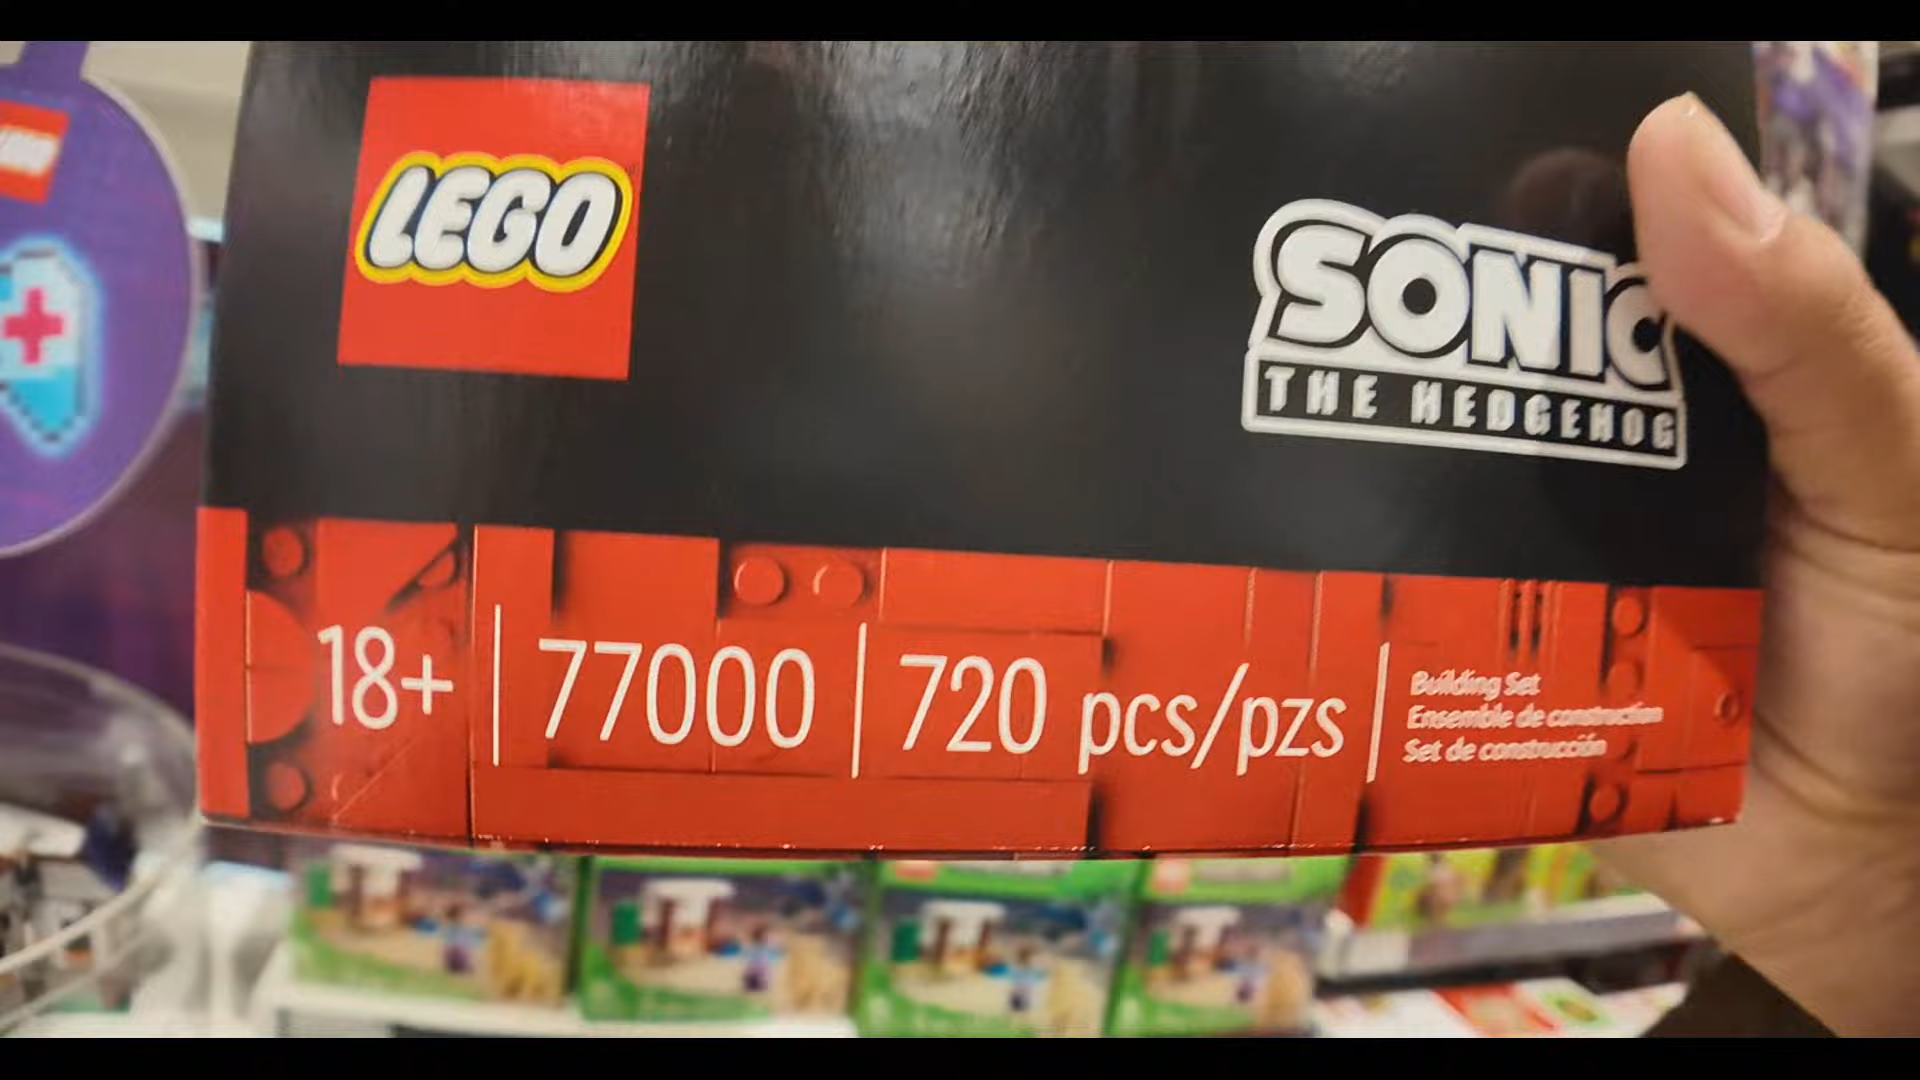 LEGO
SONIC
THE HEDGEHOG
18+ | 77000 | 720 pcs/pzs
Building Set
Ensemble de construction
Set de construcción